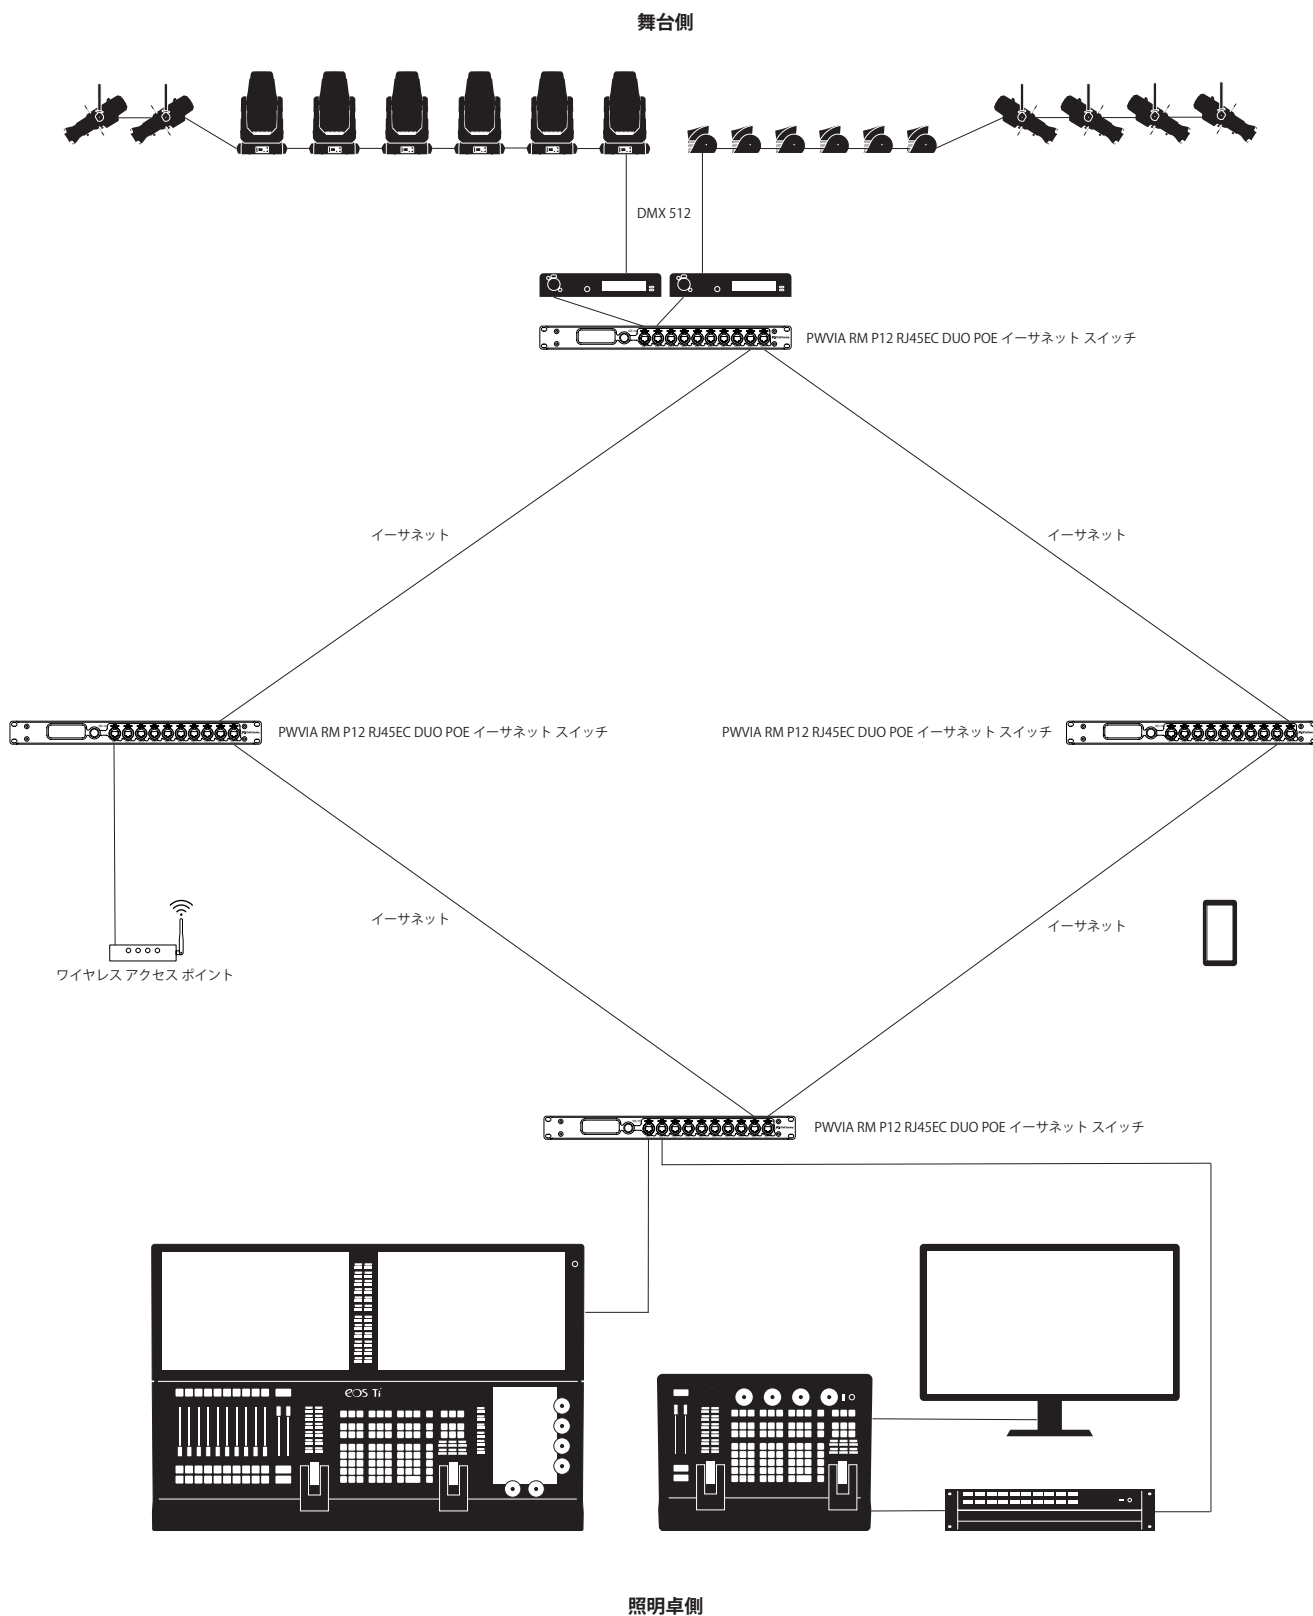 舞台側
DMX 512
PWVIA RM P12 RJ45EC DUO POE イーサネット スイッチ
イーサネット
イーサネット
PWVIA RM P12 RJ45EC DUO POE イーサネット スイッチ
PWVIA RM P12 RJ45EC DUO POE イーサネット スイッチ
イーサネット
イーサネット
ワイヤレス アクセス ポイント
PWVIA RM P12 RJ45EC DUO POE イーサネット スイッチ
eos Ti
照明卓側